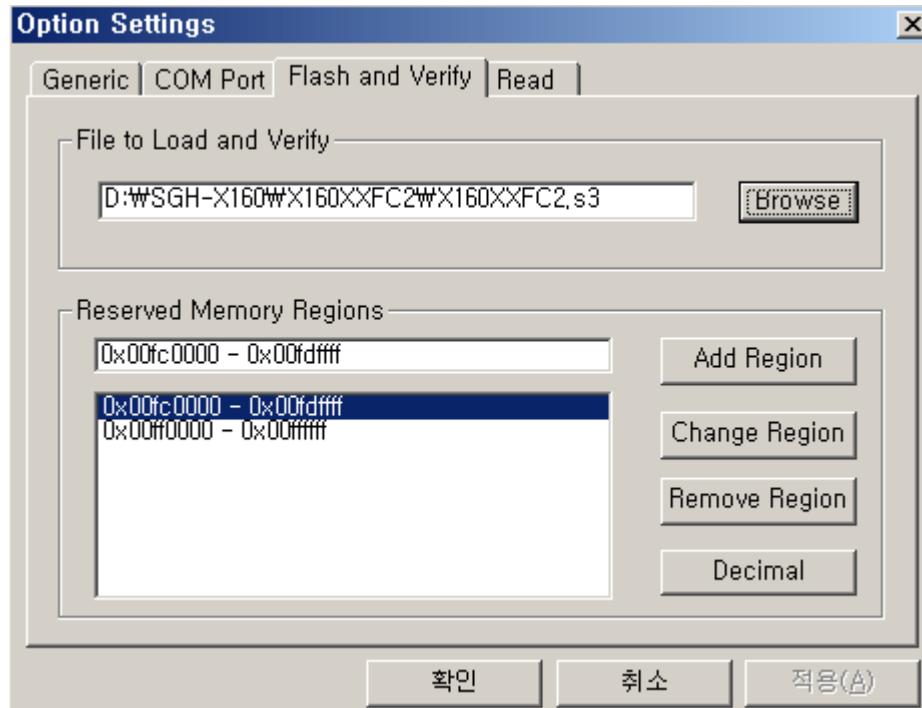 Option Settings
Generic COM Port Flash and Verify Read
File to Load and Verify
D:₩SGH-X160₩X160XXFC2₩X160XXFC2.s3 Browse
Reserved Memory Regions
0x00fc0000 - 0x00fdffff Add Region
0x00fc0000 - 0x00fdffff
0x00ff0000 - 0x00ffffff
Change Region
Remove Region
Decimal
확인 취소 적용(A)